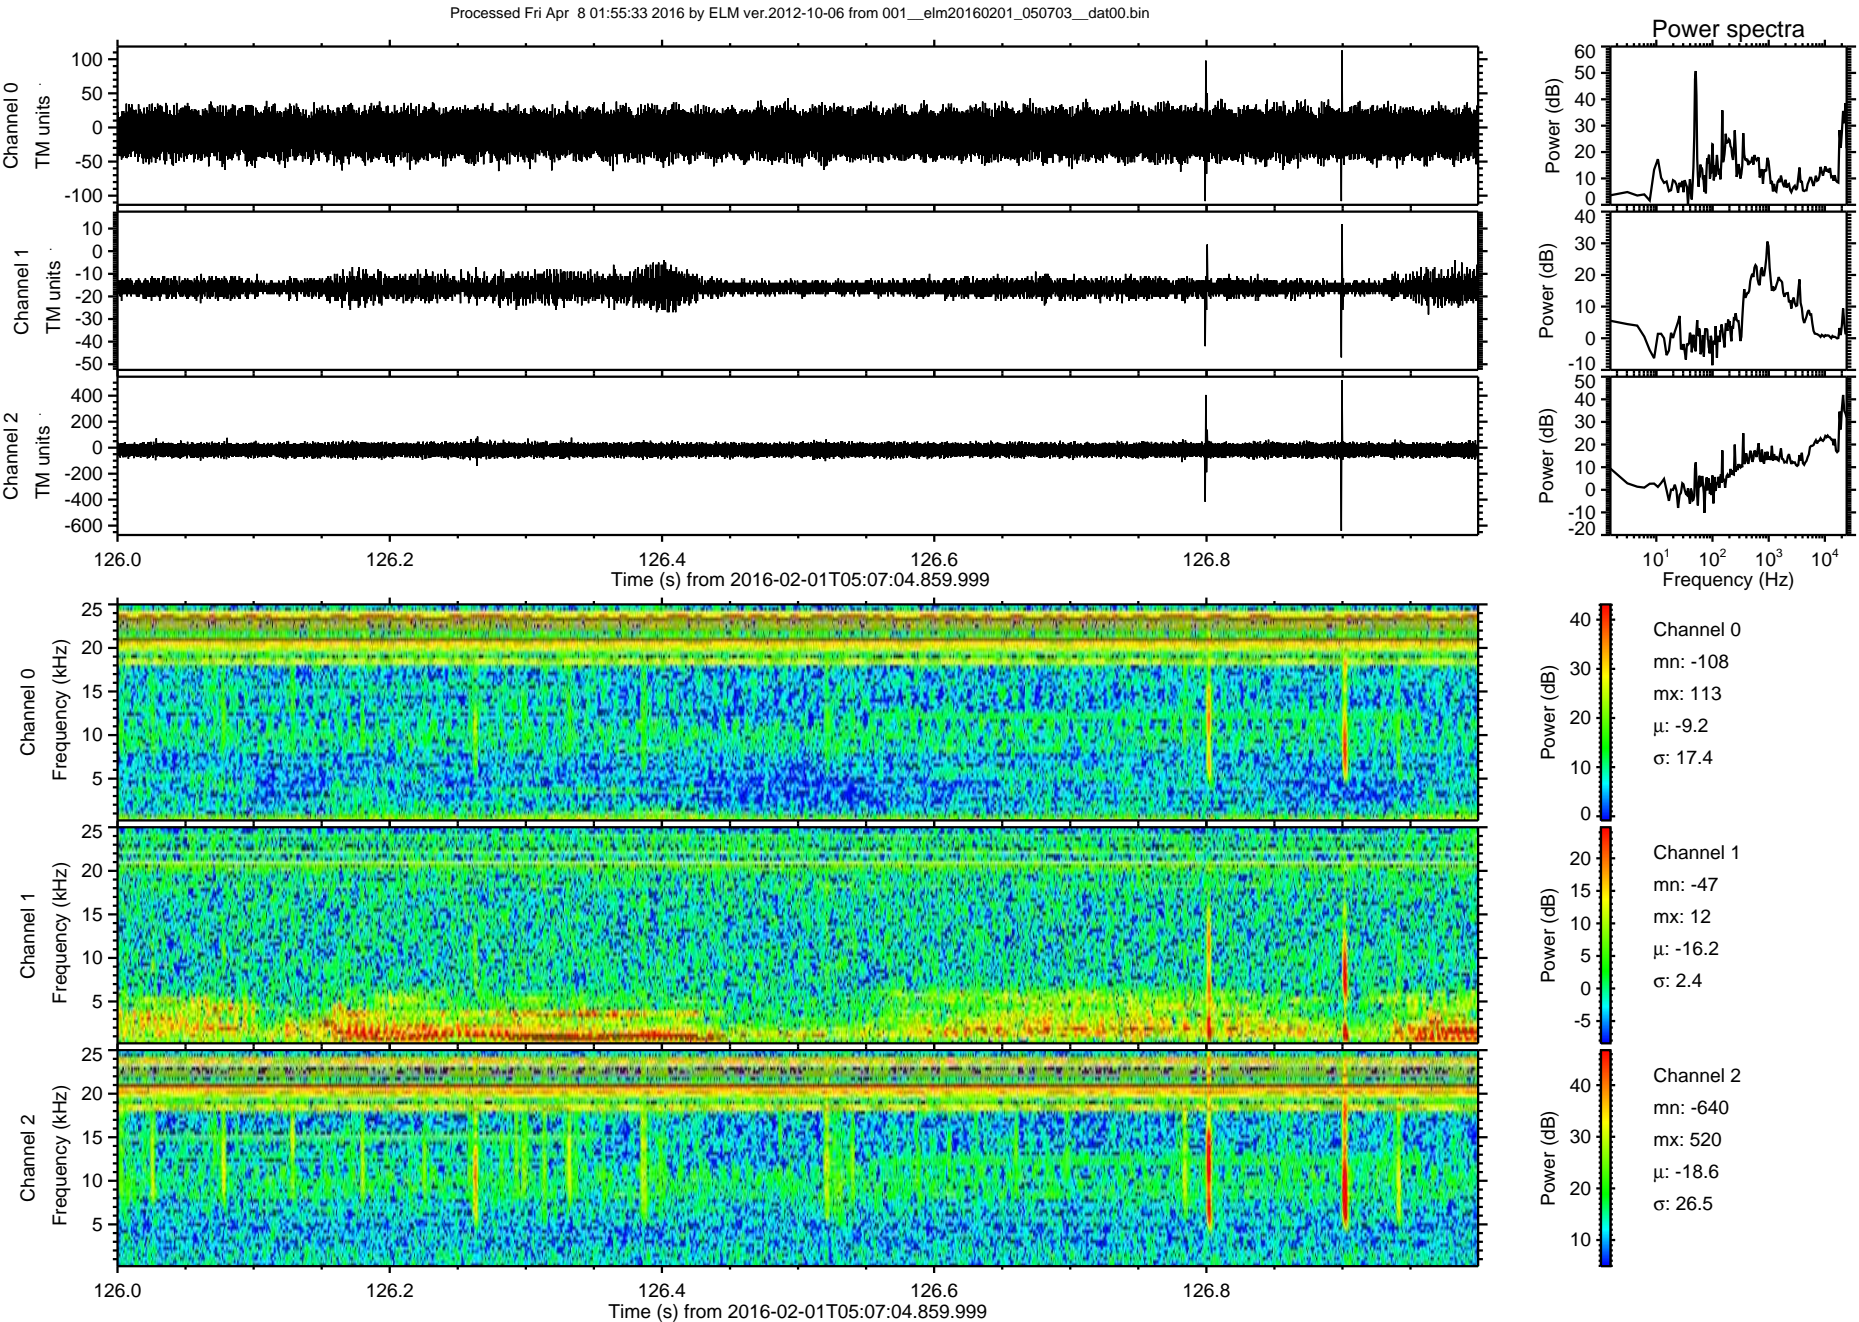 Processed Fri Apr  8 01:55:33 2016 by ELM ver.2012-10-06 from 001__elm20160201_050703__dat00.bin
Power spectra
Channel 0
TM units
100
50
0
-50
-100
Power (dB)
60
50
40
30
20
10
0
Channel 1
TM units
10
0
-10
-20
-30
-40
-50
Power (dB)
40
30
20
10
0
-10
Channel 2
TM units
400
200
0
-200
-400
-600
Power (dB)
50
40
30
20
10
0
-10
-20
126.0 126.2 126.4 126.6 126.8
Time (s) from 2016-02-01T05:07:04.859.999
10¹ 10² 10³ 10⁴
Frequency (Hz)
Channel 0
Frequency (kHz)
25
20
15
10
5
Power (dB)
40
30
20
10
0
Channel 0
mn: -108
mx: 113
μ: -9.2
σ: 17.4
Channel 1
Frequency (kHz)
25
20
15
10
5
Power (dB)
20
15
10
5
0
-5
Channel 1
mn: -47
mx: 12
μ: -16.2
σ: 2.4
Channel 2
Frequency (kHz)
25
20
15
10
5
Power (dB)
40
30
20
10
Channel 2
mn: -640
mx: 520
μ: -18.6
σ: 26.5
126.0 126.2 126.4 126.6 126.8
Time (s) from 2016-02-01T05:07:04.859.999